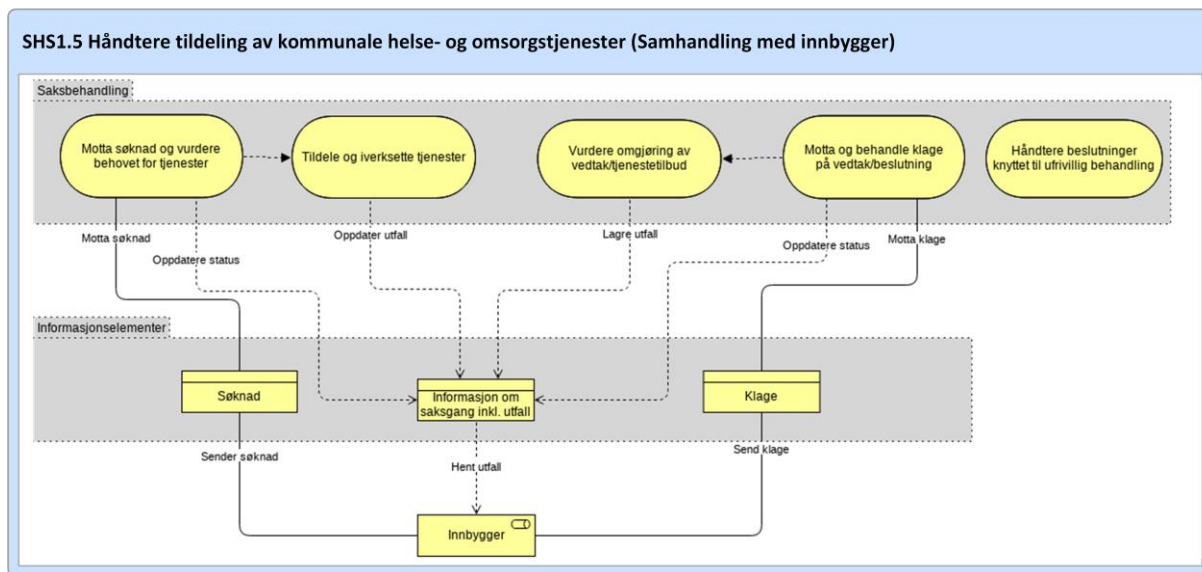 SHS1.5 Håndtere tildeling av kommunale helse- og omsorgstjenester (Samhandling med innbygger)
Saksbehandling
Motta søknad og vurdere
behovet for tjenester
Tildele og iverksette tjenester
Vurdere omgjøring av
vedtak/tjenestetilbud
Motta og behandle klage
på vedtak/beslutning
Håndtere beslutninger
knyttet til ufrivillig behandling
Motta søknad
Oppdatere status
Oppdater utfall
Lagre utfall
Oppdatere status
Motta klage
Informasjonselementer
Søknad
Informasjon om
saksgang inkl. utfall
Klage
Sender søknad
Hent utfall
Send klage
Innbygger